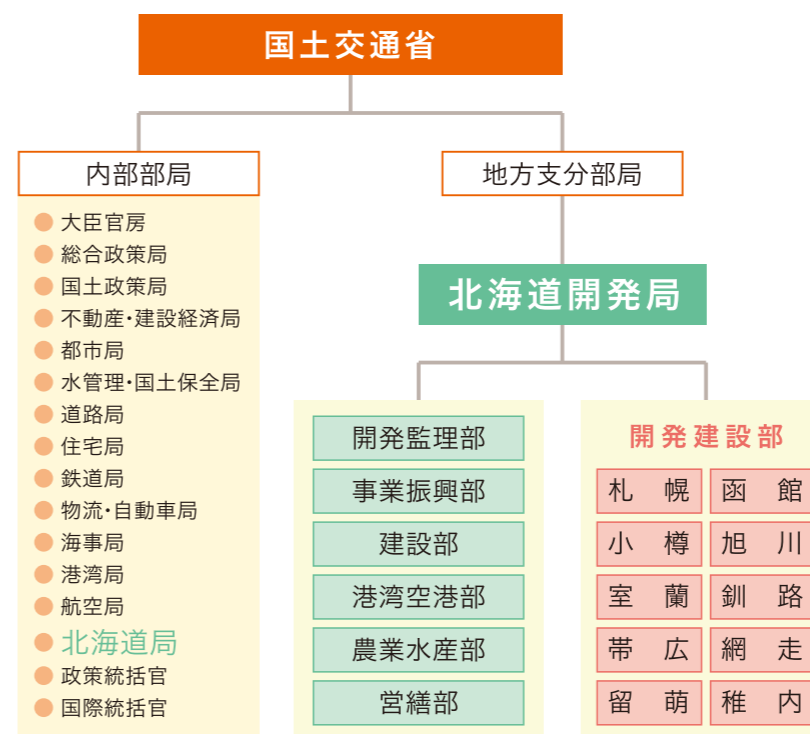 国土交通省
内部部局
地方支分部局
大臣官房
総合政策局
国土政策局
不動産・建設経済局
都市局
水管理・国土保全局
道路局
住宅局
鉄道局
物流・自動車局
海事局
港湾局
航空局
北海道局
政策統括官
国際統括官
北海道開発局
開発監理部
事業振興部
建設部
港湾空港部
農業水産部
営繕部
開発建設部
札幌 函館
小樽 旭川
室蘭 釧路
帯広 網走
留萌 稚内